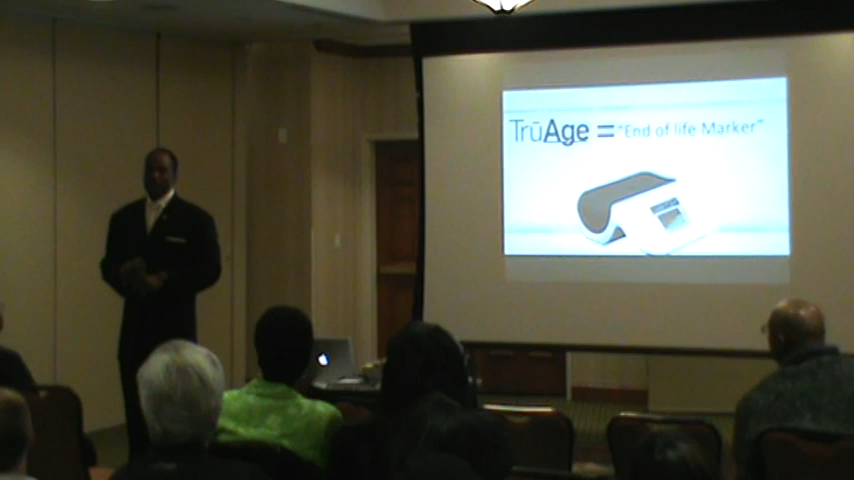 TrūAge = "End of life Marker"